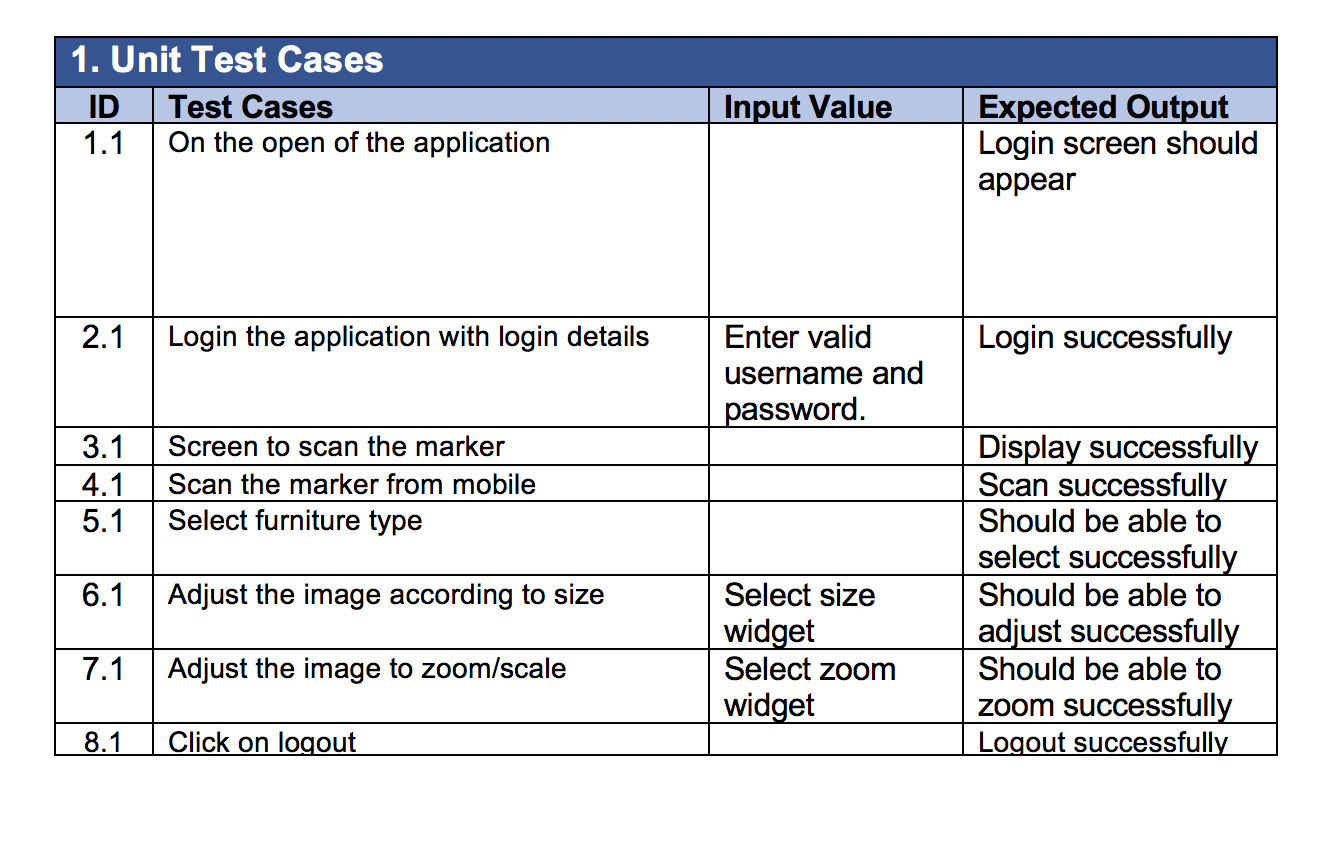 1. Unit Test Cases
ID Test Cases Input Value Expected Output
1.1 On the open of the application Login screen should
appear
2.1 Login the application with login details Enter valid Login successfully
username and
password.
3.1 Screen to scan the marker Display successfully
4.1 Scan the marker from mobile Scan successfully
5.1 Select furniture type Should be able to
select successfully
6.1 Adjust the image according to size Select size Should be able to
widget adjust successfully
7.1 Adjust the image to zoom/scale Select zoom Should be able to
widget zoom successfully
8.1 Click on logout Logout successfully